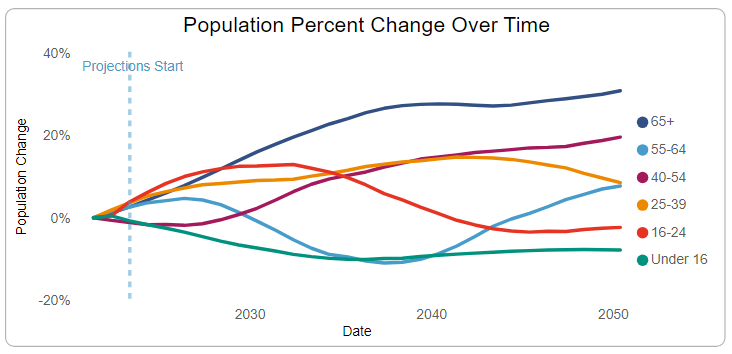 Population Percent Change Over Time
40%
Projections Start
20%
0%
-20%
Population Change
2030
2040
2050
Date
65+
55-64
40-54
25-39
16-24
Under 16